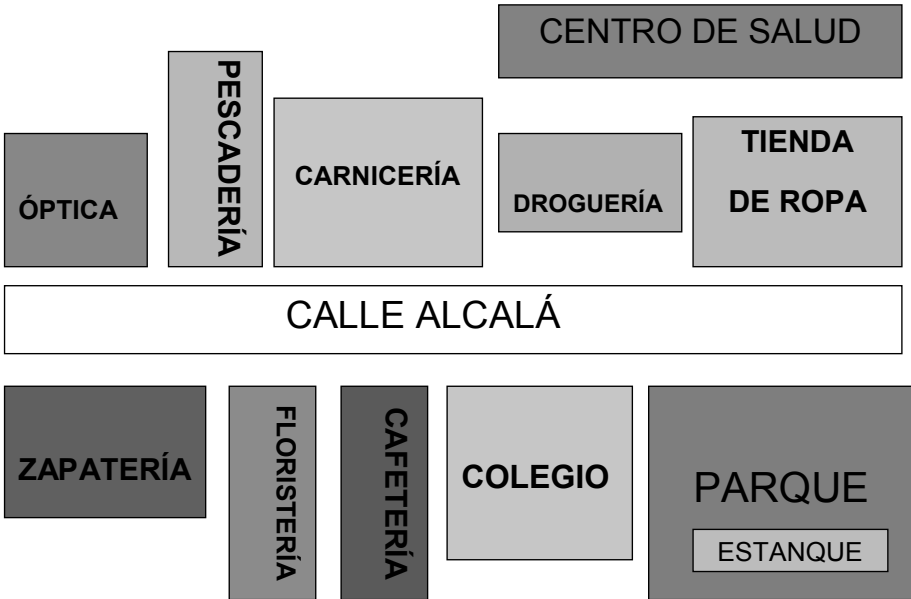 CENTRO DE SALUD
ÓPTICA
PESCADERÍA
CARNICERÍA
DROGUERÍA
TIENDA
DE ROPA
CALLE ALCALÁ
ZAPATERÍA
FLORISTERÍA
CAFETERÍA
COLEGIO
PARQUE
ESTANQUE